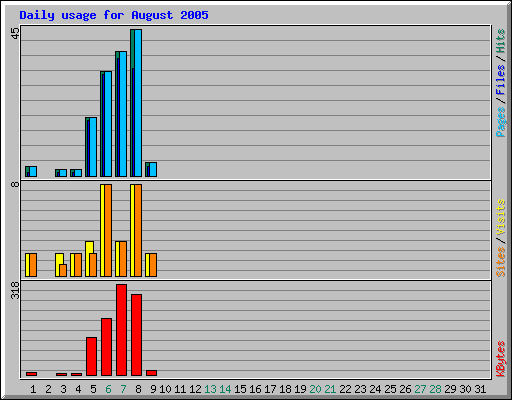 Daily usage for August 2005
45
Pages / Files / Hits
8
Sites / Visits
318
KBytes
1 2 3 4 5 6 7 8 9 10 11 12 13 14 15 16 17 18 19 20 21 22 23 24 25 26 27 28 29 30 31